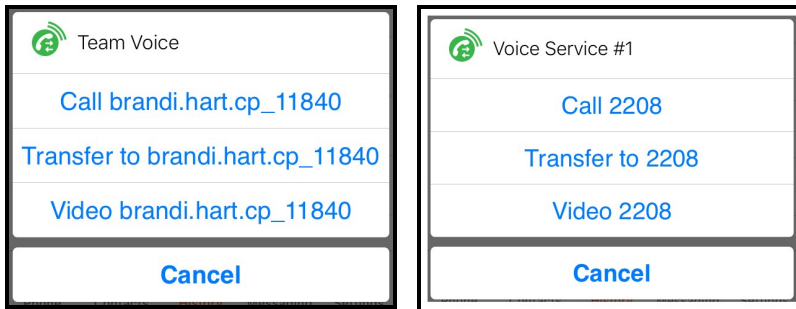 Team Voice
Call brandi.hart.cp_11840
Transfer to brandi.hart.cp_11840
Video brandi.hart.cp_11840
Cancel
Voice Service #1
Call 2208
Transfer to 2208
Video 2208
Cancel